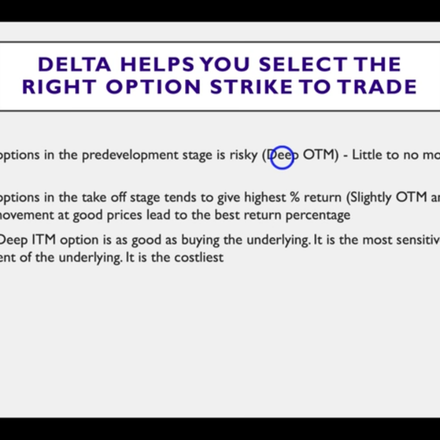 DELTA HELPS YOU SELECT THE
RIGHT OPTION STRIKE TO TRADE
options in the predevelopment stage is risky (Deep OTM) - Little to no mo
options in the take off stage tends to give highest % return (Slightly OTM an
movement at good prices lead to the best return percentage
Deep ITM option is as good as buying the underlying. It is the most sensitiv
ent of the underlying. It is the costliest